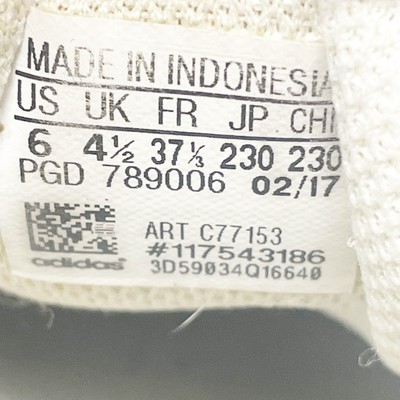 MADE IN INDONESIA
US UK FR JP CHN
6 4½ 37⅓ 230 230
PGD 789006 02/17
ART C77153
#117543186
adidas
3D59034Q16640